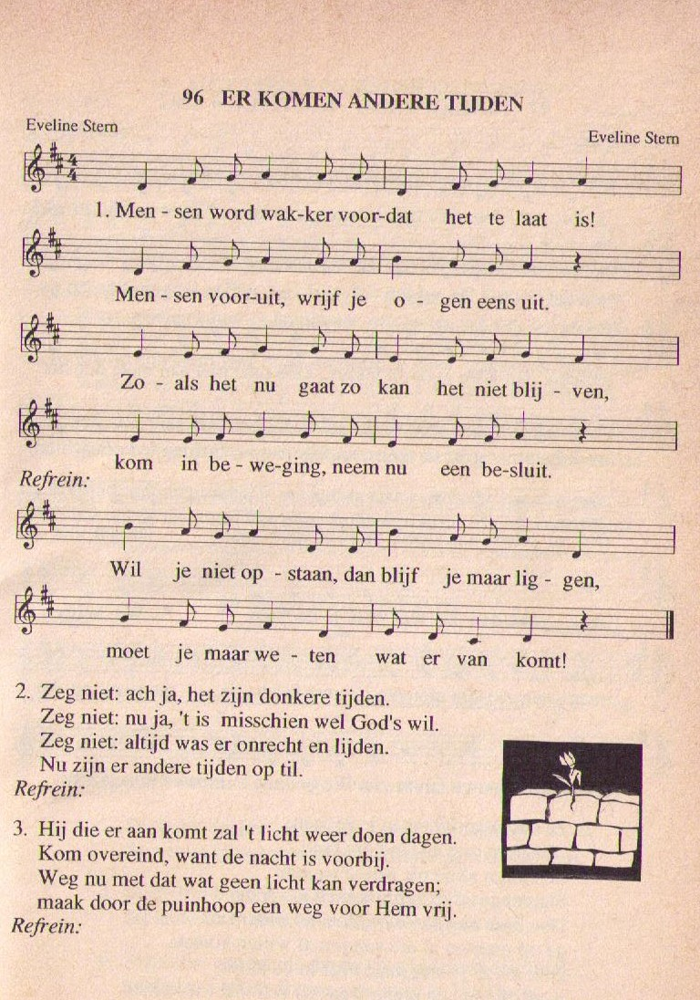 96 ER KOMEN ANDERE TIJDEN
Eveline Stern
Eveline Stern
1. Men - sen word wak-ker voor-dat het te laat is!
Men - sen voor-uit, wrijf je o - gen eens uit.
Zo - als het nu gaat zo kan het niet blij - ven,
kom in be - we-ging, neem nu een be-sluit.
Refrein:
Wil je niet op - staan, dan blijf je maar lig - gen,
moet je maar we - ten wat er van komt!
2. Zeg niet: ach ja, het zijn donkere tijden.
Zeg niet: nu ja, 't is misschien wel God's wil.
Zeg niet: altijd was er onrecht en lijden.
Nu zijn er andere tijden op til.
Refrein:
3. Hij die er aan komt zal 't licht weer doen dagen.
Kom overeind, want de nacht is voorbij.
Weg nu met dat wat geen licht kan verdragen;
maak door de puinhoop een weg voor Hem vrij.
Refrein: